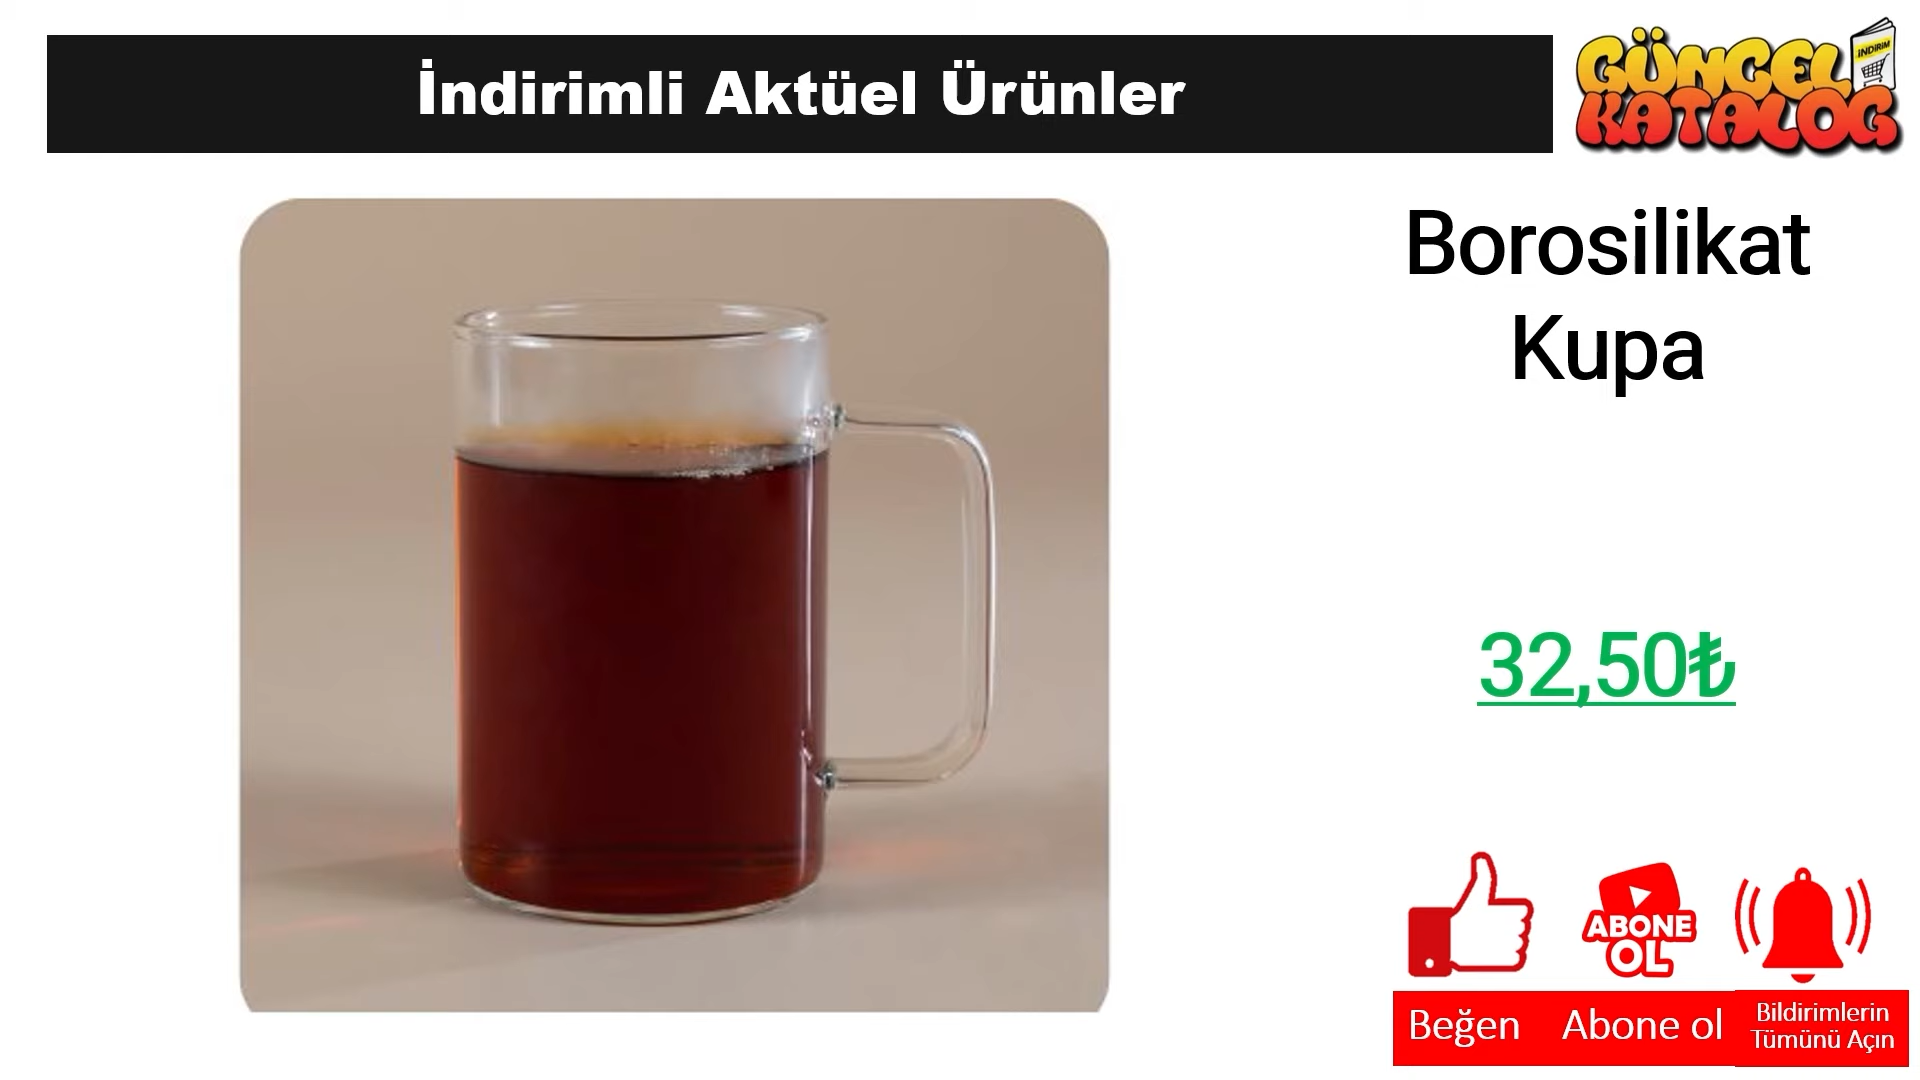 İndirimli Aktüel Ürünler
GÜNCEL
KATALOG
İNDİRİM
Borosilikat
Kupa
32,50₺
ABONE
OL
Beğen
Abone ol
Bildirimlerin
Tümünü Açın